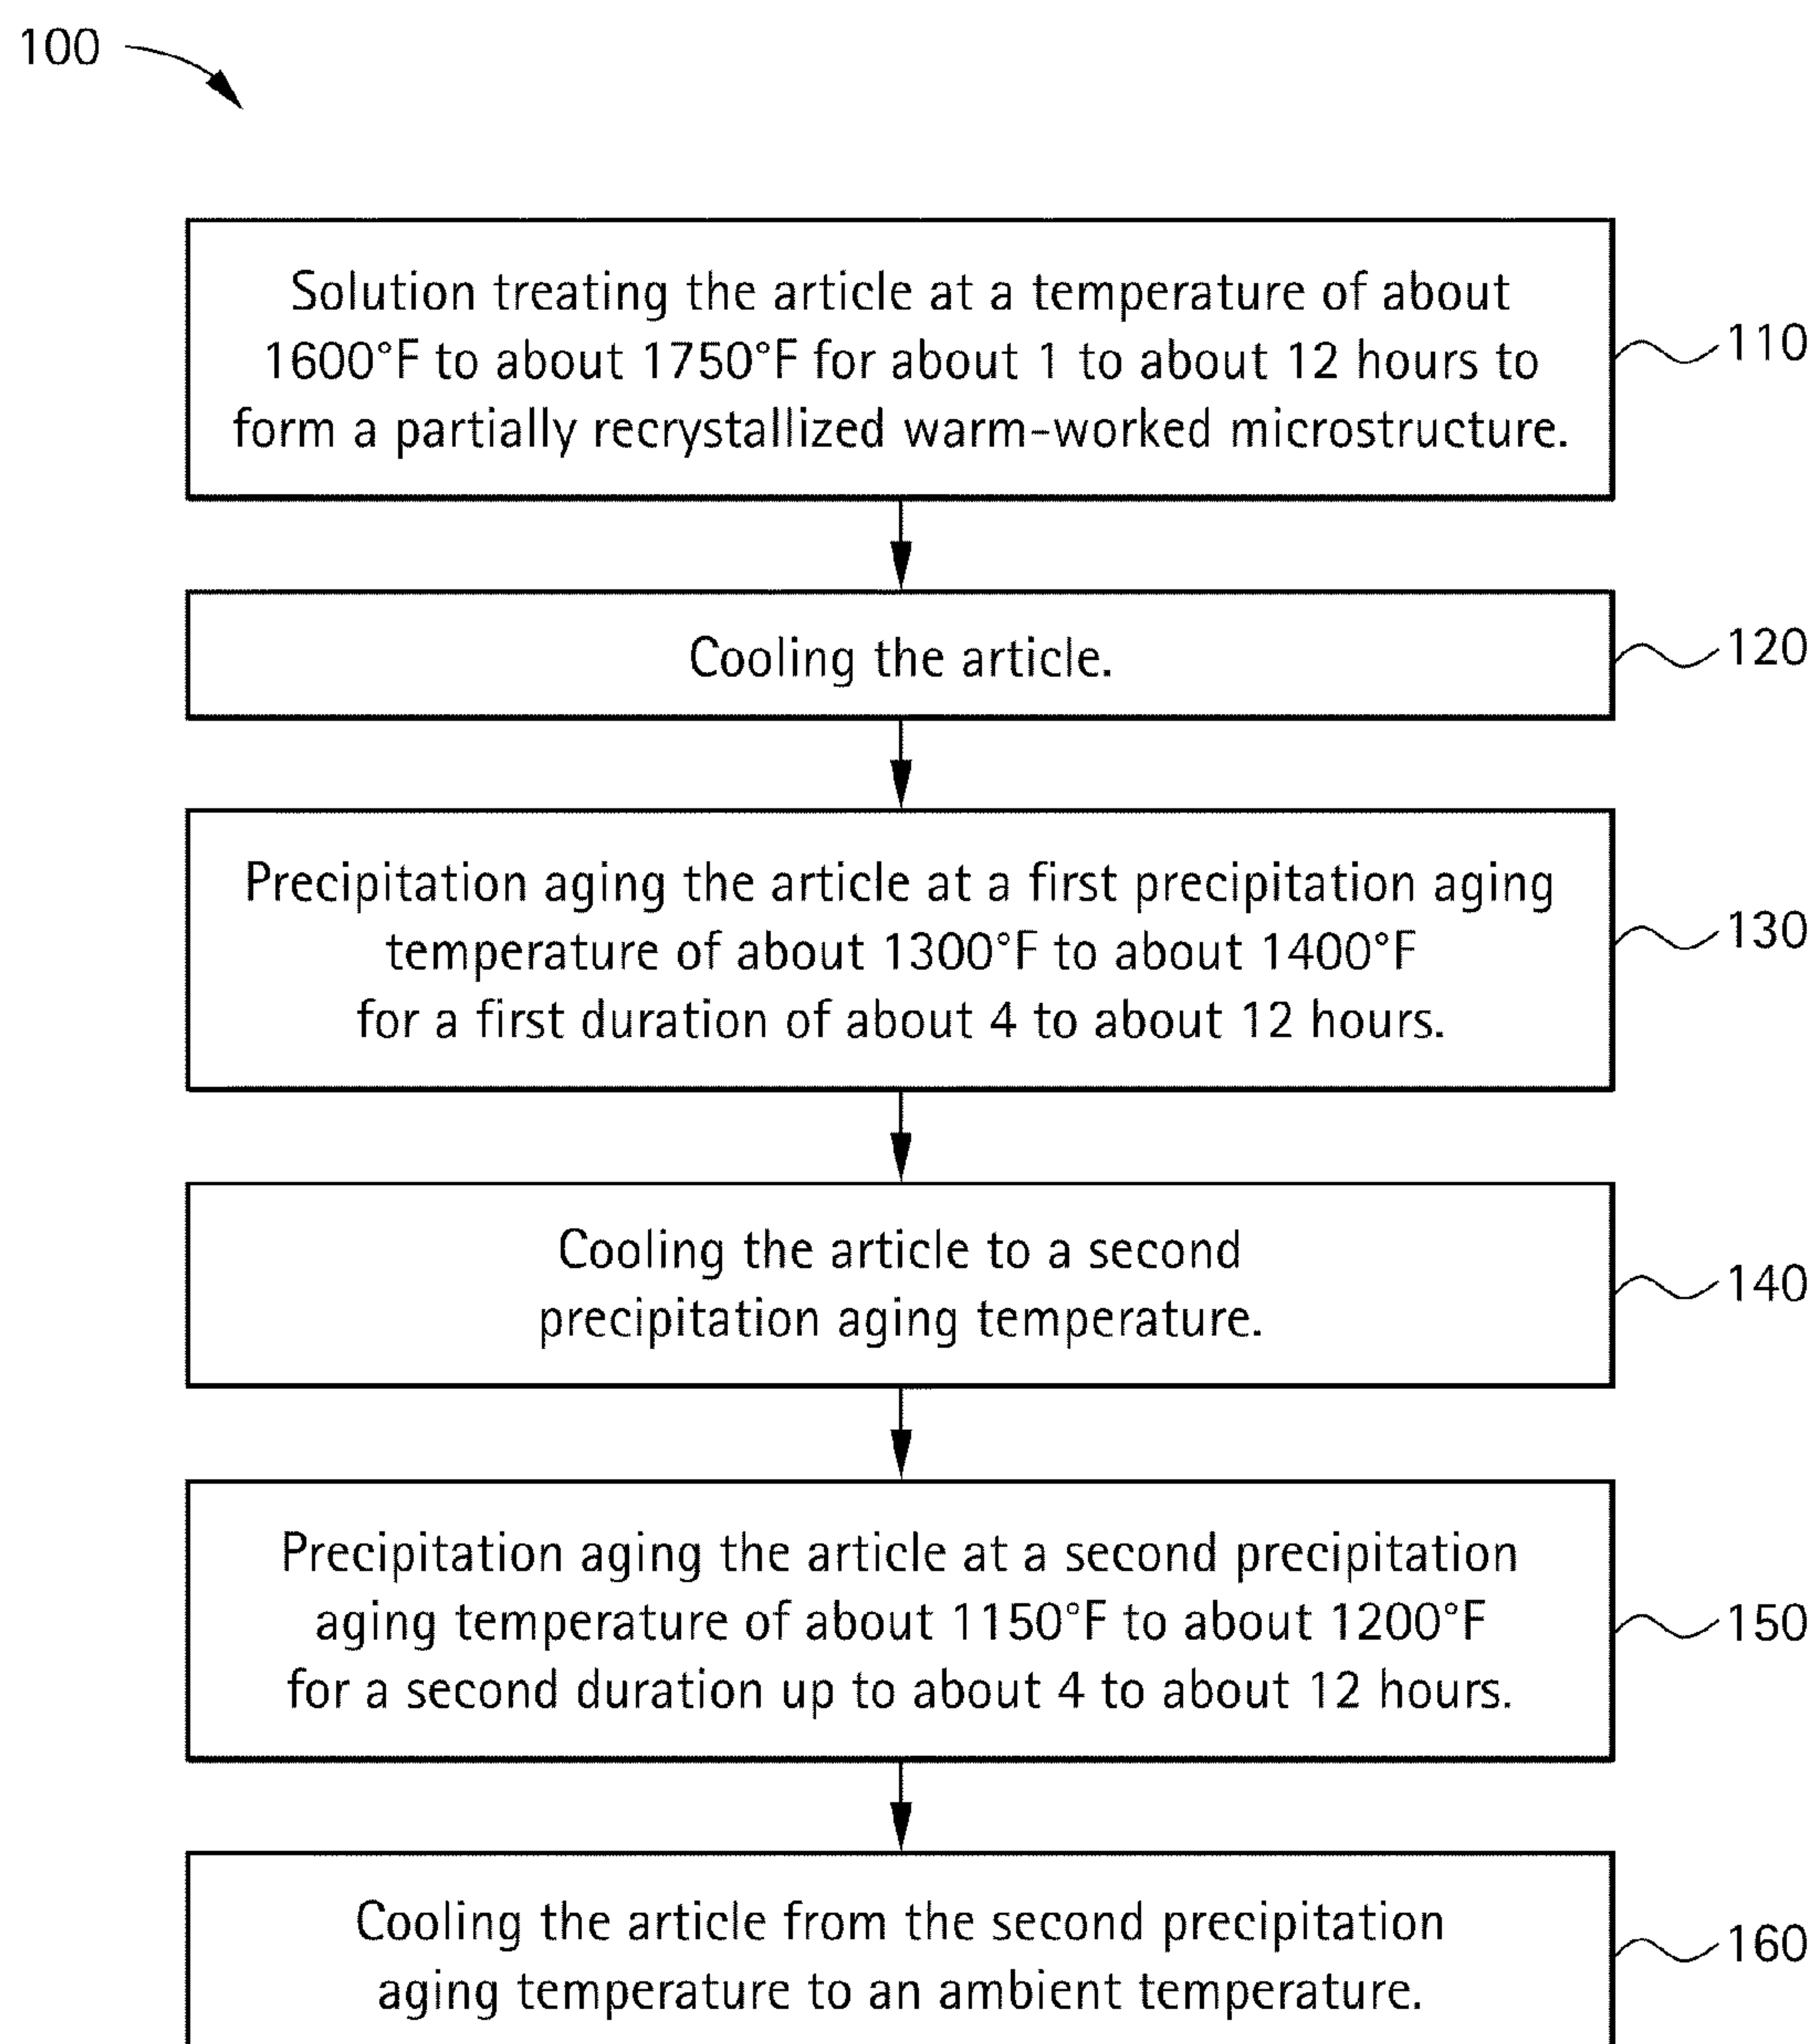 100
Solution treating the article at a temperature of about
1600°F to about 1750°F for about 1 to about 12 hours to
form a partially recrystallized warm-worked microstructure.
110
Cooling the article.
120
Precipitation aging the article at a first precipitation aging
temperature of about 1300°F to about 1400°F
for a first duration of about 4 to about 12 hours.
130
Cooling the article to a second
precipitation aging temperature.
140
Precipitation aging the article at a second precipitation
aging temperature of about 1150°F to about 1200°F
for a second duration up to about 4 to about 12 hours.
150
Cooling the article from the second precipitation
aging temperature to an ambient temperature.
160